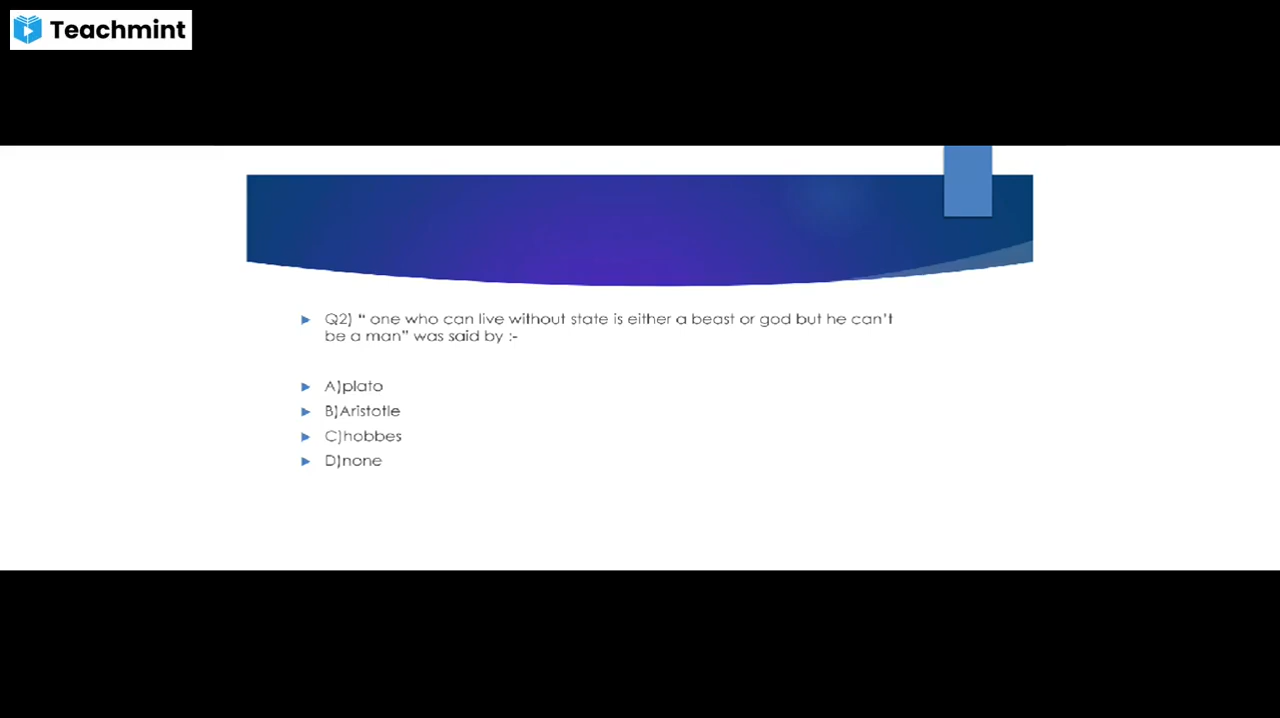 Teachmint
Q2) “ one who can live without state is either a beast or god but he can’t
be a man” was said by :-
A)plato
B)Aristotle
C)hobbes
D)none